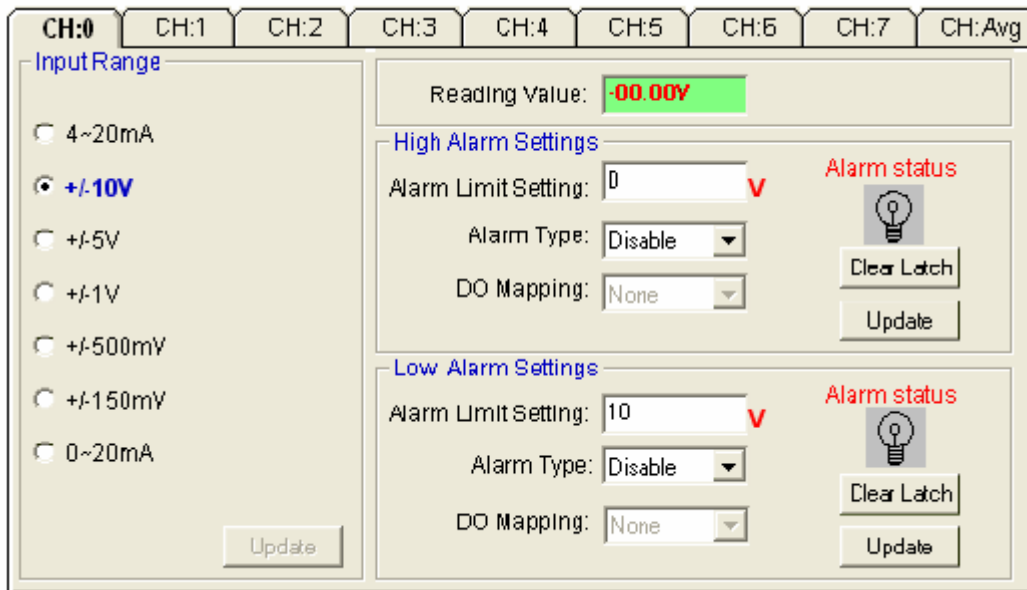 CH:0 CH:1 CH:2 CH:3 CH:4 CH:5 CH:6 CH:7 CH:Avg
Input Range
4~20mA
+/-10V
+/-5V
+/-1V
+/-500mV
+/-150mV
0~20mA
Update
Reading Value: -00.00V
High Alarm Settings
Alarm Limit Setting: 0 V
Alarm Type: Disable
DO Mapping: None
Alarm status
Clear Latch
Update
Low Alarm Settings
Alarm Limit Setting: 10 V
Alarm Type: Disable
DO Mapping: None
Alarm status
Clear Latch
Update